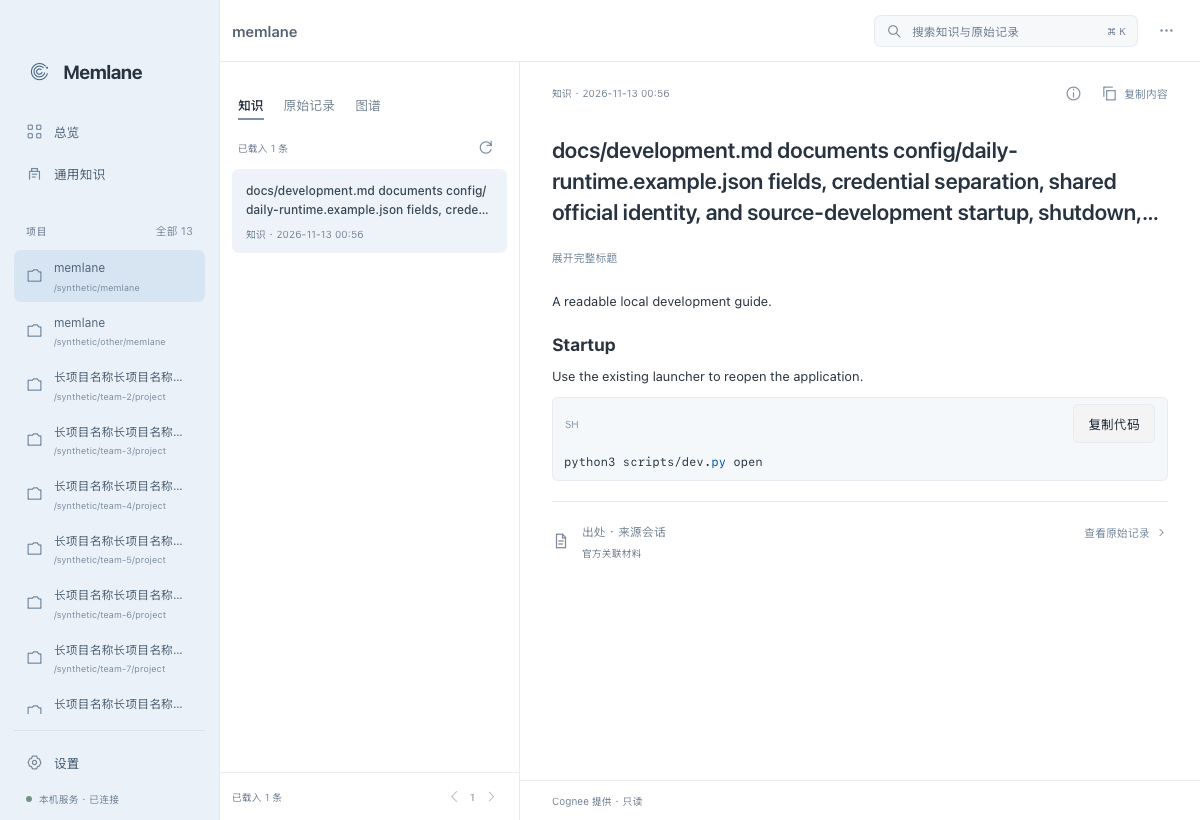 Memlane
总览
通用知识
项目
全部 13
memlane
/synthetic/memlane
memlane
/synthetic/other/memlane
长项目名称长项目名称...
/synthetic/team-2/project
长项目名称长项目名称...
/synthetic/team-3/project
长项目名称长项目名称...
/synthetic/team-4/project
长项目名称长项目名称...
/synthetic/team-5/project
长项目名称长项目名称...
/synthetic/team-6/project
长项目名称长项目名称...
/synthetic/team-7/project
长项目名称长项目名称...
设置
本机服务 · 已连接
memlane
搜索知识与原始记录
⌘ K
知识
原始记录
图谱
已载入 1 条
docs/development.md documents config/
daily-runtime.example.json fields, crede...
知识 · 2026-11-13 00:56
已载入 1 条
1
知识 · 2026-11-13 00:56
复制内容
docs/development.md documents config/daily-
runtime.example.json fields, credential separation, shared
official identity, and source-development startup, shutdown,...
展开完整标题
A readable local development guide.
Startup
Use the existing launcher to reopen the application.
SH
复制代码
python3 scripts/dev.py open
出处 · 来源会话
官方关联材料
查看原始记录
Cognee 提供 · 只读